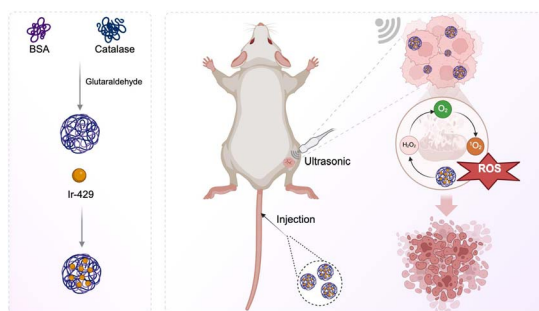 BSA
Catalase
Glutaraldehyde
Ir-429
Ultrasonic
Injection
O₂
H₂O₂
¹O₂
ROS